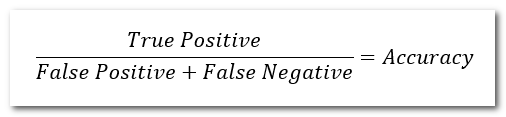 True Positive
False Positive + False Negative = Accuracy